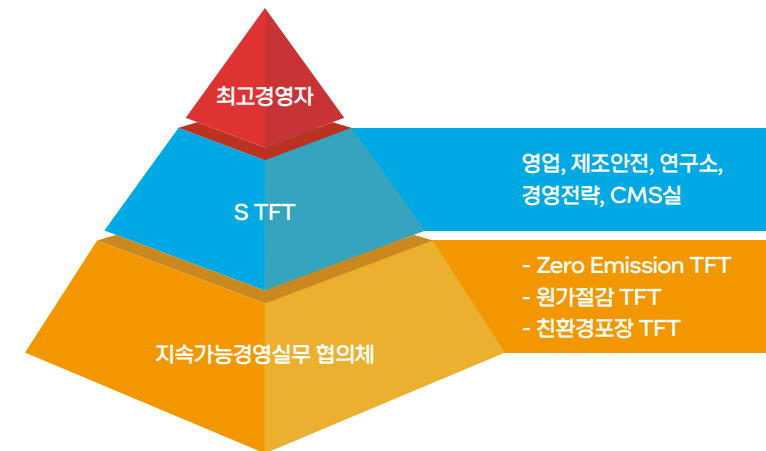 최고경영자
S TFT
영업, 제조안전, 연구소,
경영전략, CMS실
지속가능경영실무 협의체
- Zero Emission TFT
- 원가절감 TFT
- 친환경포장 TFT